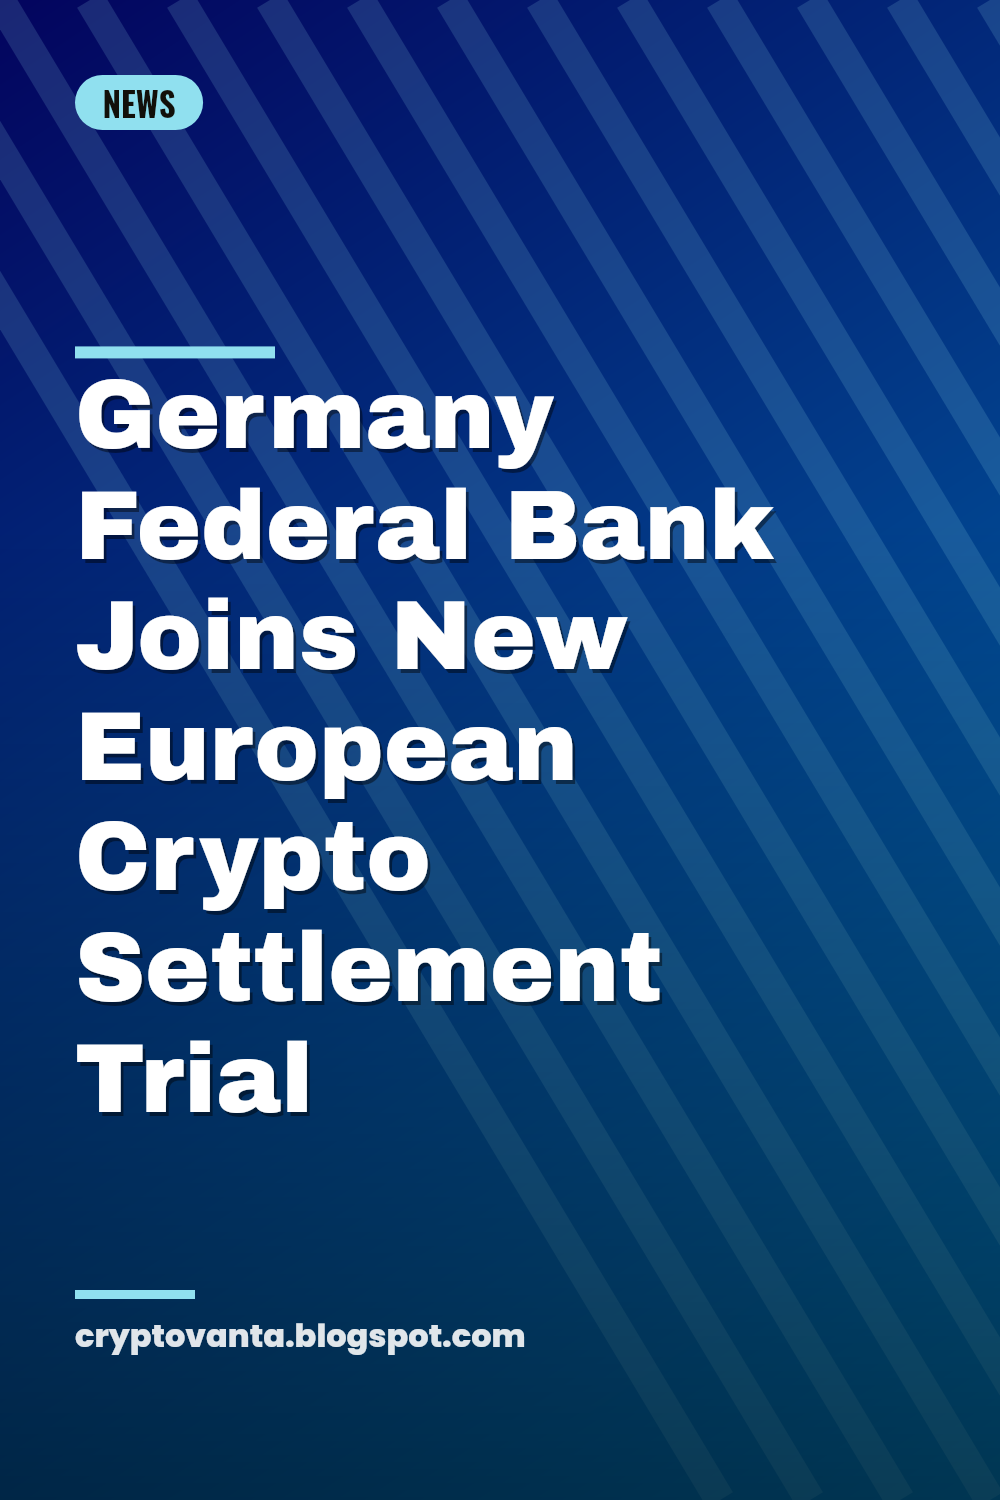 NEWS
Germany
Federal Bank
Joins New
European
Crypto
Settlement
Trial
cryptovanta.blogspot.com